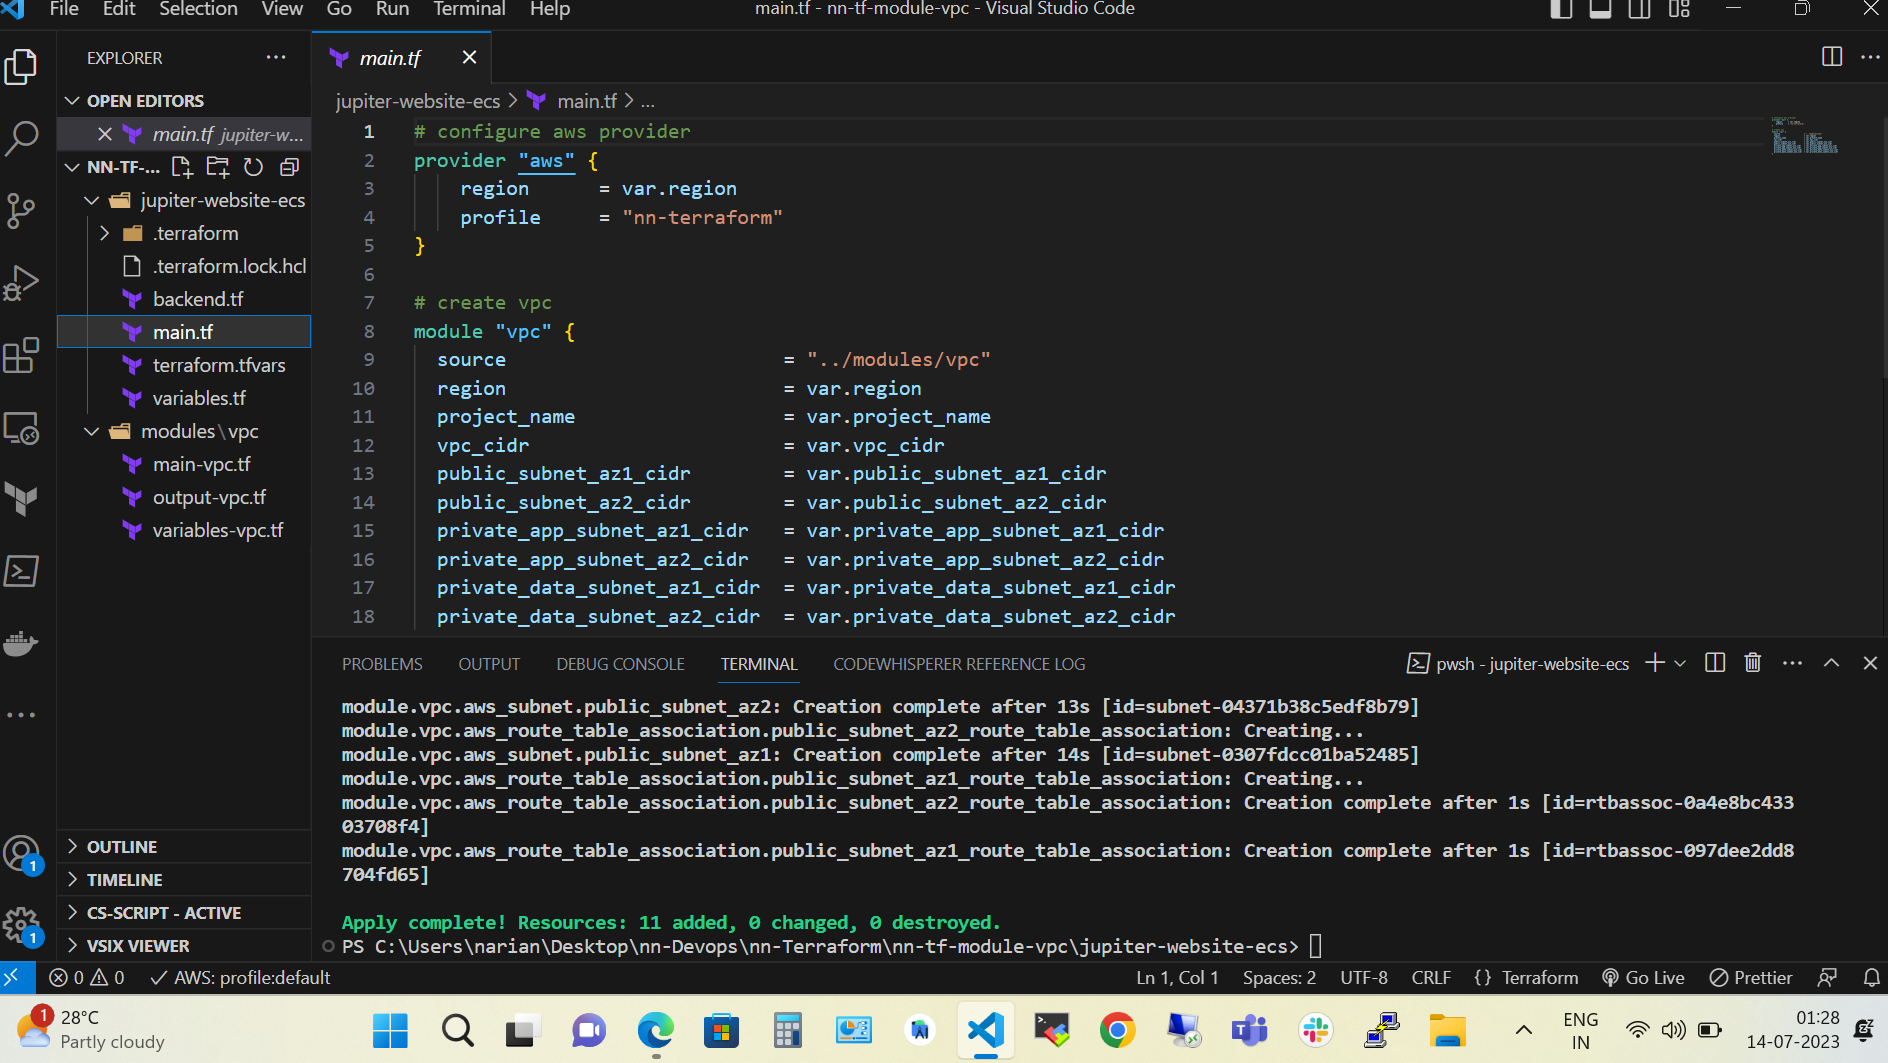 File Edit Selection View Go Run Terminal Help
main.tf - nn-tf-module-vpc - Visual Studio Code
EXPLORER
OPEN EDITORS
main.tf jupiter-w...
NN-TF-...
jupiter-website-ecs
.terraform
.terraform.lock.hcl
backend.tf
main.tf
terraform.tfvars
variables.tf
modules\vpc
main-vpc.tf
output-vpc.tf
variables-vpc.tf
OUTLINE
TIMELINE
CS-SCRIPT - ACTIVE
VSIX VIEWER
1
1
main.tf
jupiter-website-ecs > main.tf > ...
1 # configure aws provider
2 provider "aws" {
3 region = var.region
4 profile = "nn-terraform"
5 }
6
7 # create vpc
8 module "vpc" {
9 source = "../modules/vpc"
10 region = var.region
11 project_name = var.project_name
12 vpc_cidr = var.vpc_cidr
13 public_subnet_az1_cidr = var.public_subnet_az1_cidr
14 public_subnet_az2_cidr = var.public_subnet_az2_cidr
15 private_app_subnet_az1_cidr = var.private_app_subnet_az1_cidr
16 private_app_subnet_az2_cidr = var.private_app_subnet_az2_cidr
17 private_data_subnet_az1_cidr = var.private_data_subnet_az1_cidr
18 private_data_subnet_az2_cidr = var.private_data_subnet_az2_cidr
PROBLEMS OUTPUT DEBUG CONSOLE TERMINAL CODEWHISPERER REFERENCE LOG
pwsh - jupiter-website-ecs
module.vpc.aws_subnet.public_subnet_az2: Creation complete after 13s [id=subnet-04371b38c5edf8b79]
module.vpc.aws_route_table_association.public_subnet_az2_route_table_association: Creating...
module.vpc.aws_subnet.public_subnet_az1: Creation complete after 14s [id=subnet-0307fdcc01ba52485]
module.vpc.aws_route_table_association.public_subnet_az1_route_table_association: Creating...
module.vpc.aws_route_table_association.public_subnet_az2_route_table_association: Creation complete after 1s [id=rtbassoc-0a4e8bc433
03708f4]
module.vpc.aws_route_table_association.public_subnet_az1_route_table_association: Creation complete after 1s [id=rtbassoc-097dee2dd8
704fd65]
Apply complete! Resources: 11 added, 0 changed, 0 destroyed.
PS C:\Users\narian\Desktop\nn-Devops\nn-Terraform\nn-tf-module-vpc\jupiter-website-ecs>
0 0 AWS: profile:default
Ln 1, Col 1 Spaces: 2 UTF-8 CRLF {} Terraform Go Live Prettier
1
28°C
Partly cloudy
ENG
IN
01:28
14-07-2023